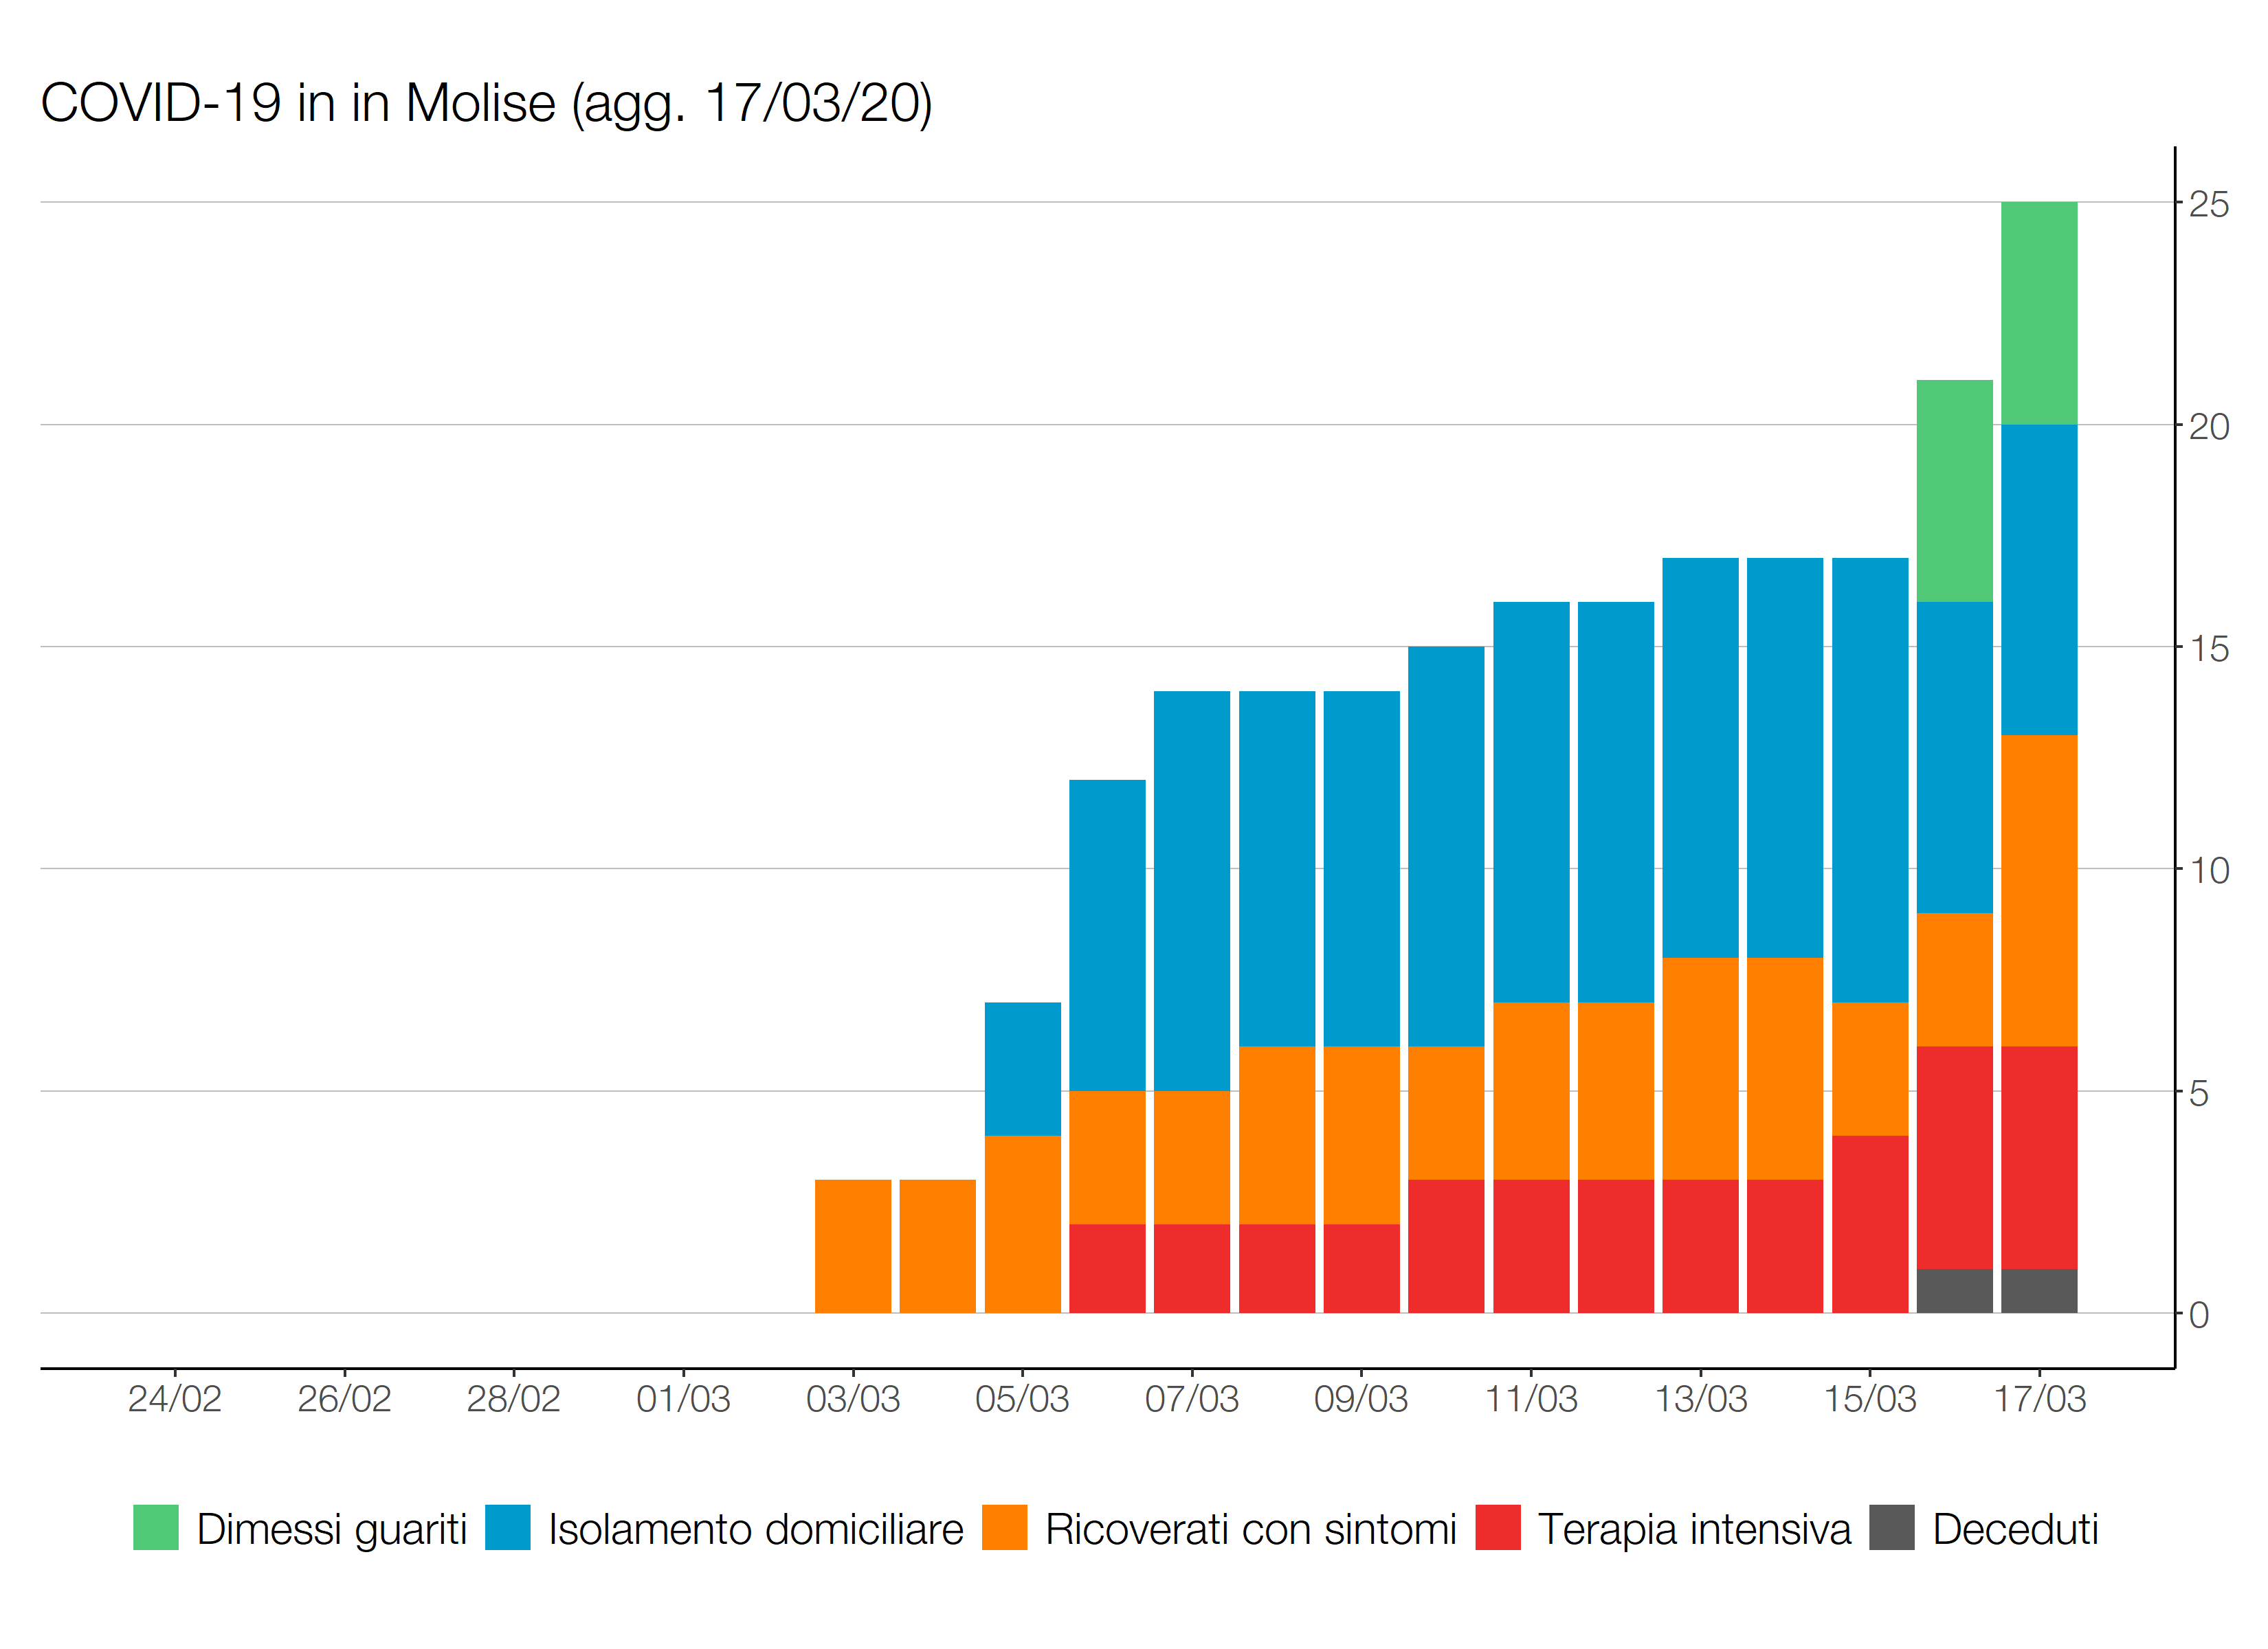 COVID-19 in in Molise (agg. 17/03/20)
25
20
15
10
5
0
24/02 26/02 28/02 01/03 03/03 05/03 07/03 09/03 11/03 13/03 15/03 17/03
Dimessi guariti Isolamento domiciliare Ricoverati con sintomi Terapia intensiva Deceduti